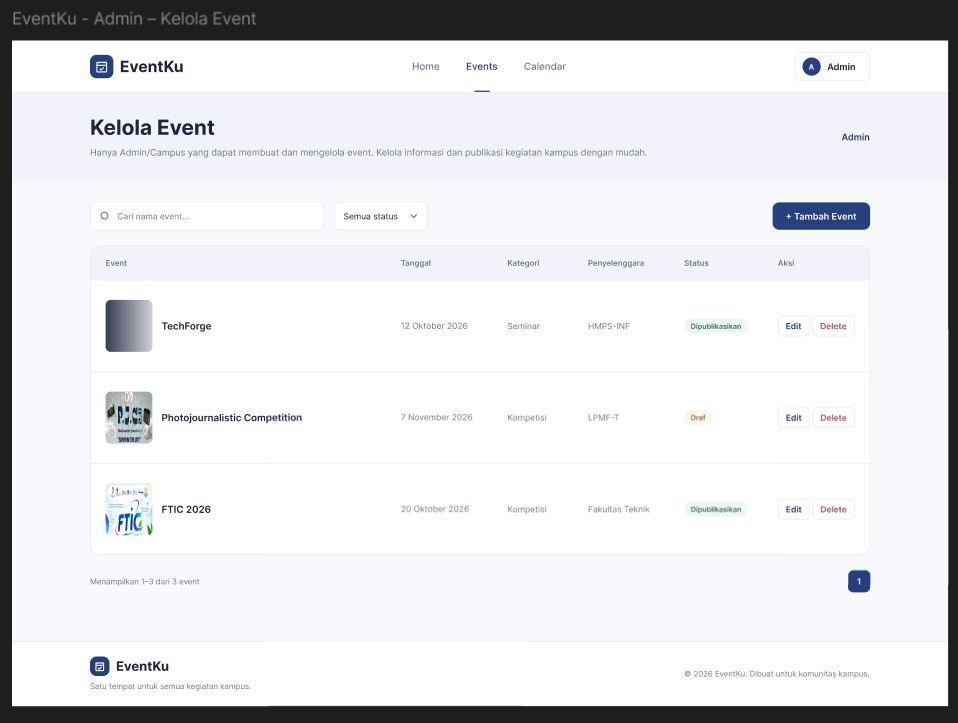 EventKu - Admin – Kelola Event
EventKu
Home
Events
Calendar
A
Admin
Kelola Event
Hanya Admin/Campus yang dapat membuat dan mengelola event. Kelola informasi dan publikasi kegiatan kampus dengan mudah.
Admin
Cari nama event...
Semua status
+ Tambah Event
Event
Tanggal
Kategori
Penyelenggara
Status
Aksi
TechForge
12 Oktober 2026
Seminar
HMPS-INF
Dipublikasikan
Edit
Delete
Photojournalistic Competition
7 November 2026
Kompetisi
LPMF-T
Draf
Edit
Delete
FTIC
FTIC 2026
20 Oktober 2026
Kompetisi
Fakultas Teknik
Dipublikasikan
Edit
Delete
Menampilkan 1–3 dari 3 event
1
EventKu
Satu tempat untuk semua kegiatan kampus.
© 2026 EventKu. Dibuat untuk komunitas kampus.